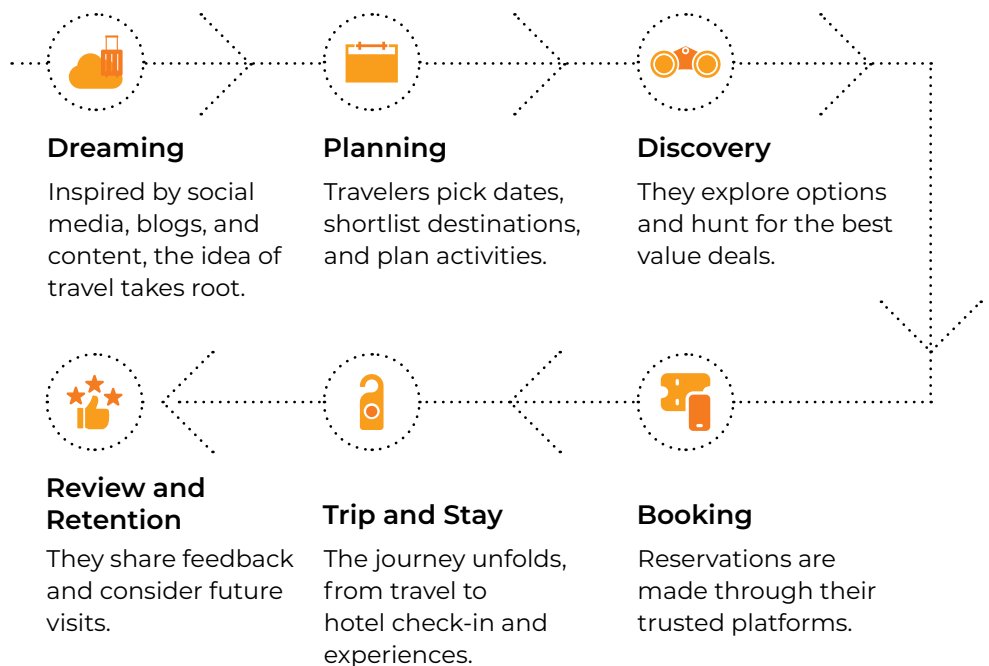 Dreaming
Inspired by social
media, blogs, and
content, the idea of
travel takes root.
Planning
Travelers pick dates,
shortlist destinations,
and plan activities.
Discovery
They explore options
and hunt for the best
value deals.
Booking
Reservations are
made through their
trusted platforms.
Trip and Stay
The journey unfolds,
from travel to
hotel check-in and
experiences.
Review and
Retention
They share feedback
and consider future
visits.